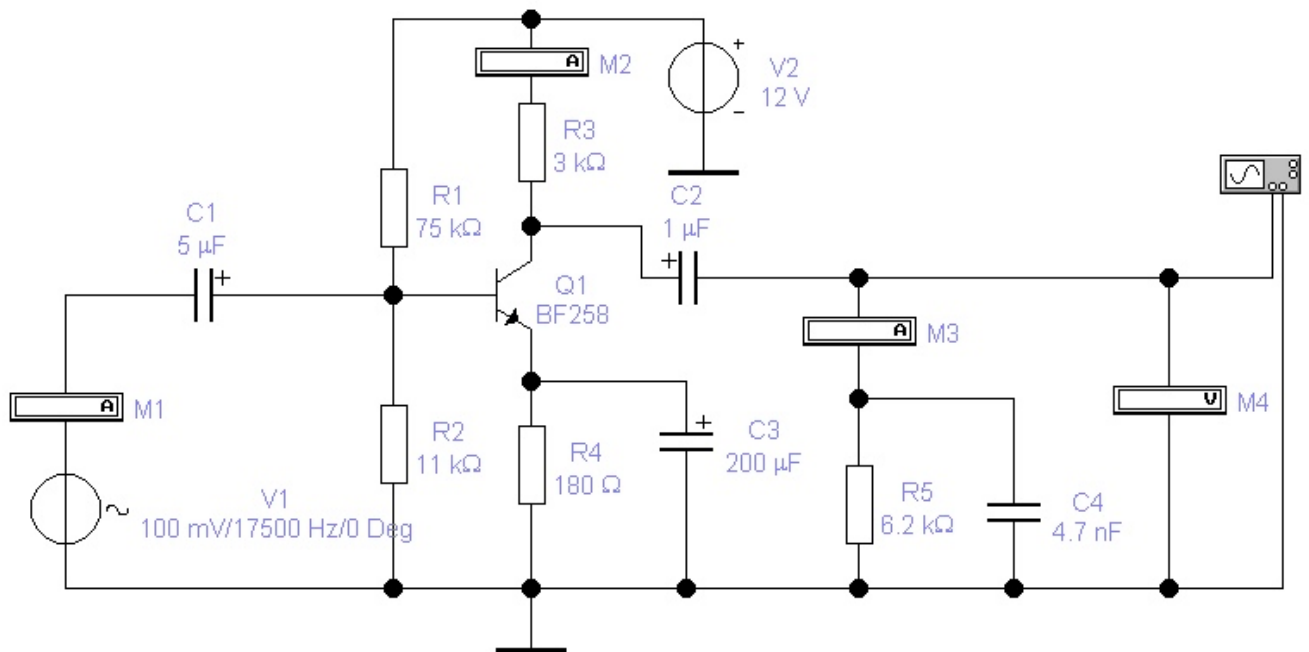 A
M2
+
V2
12 V
−
R3
3 kΩ
R1
75 kΩ
C1
5 µF
+
C2
1 µF
+
Q1
BF258
A
M3
A
M1
V
M4
R2
11 kΩ
R4
180 Ω
+
C3
200 µF
V1
100 mV/17500 Hz/0 Deg
R5
6.2 kΩ
C4
4.7 nF